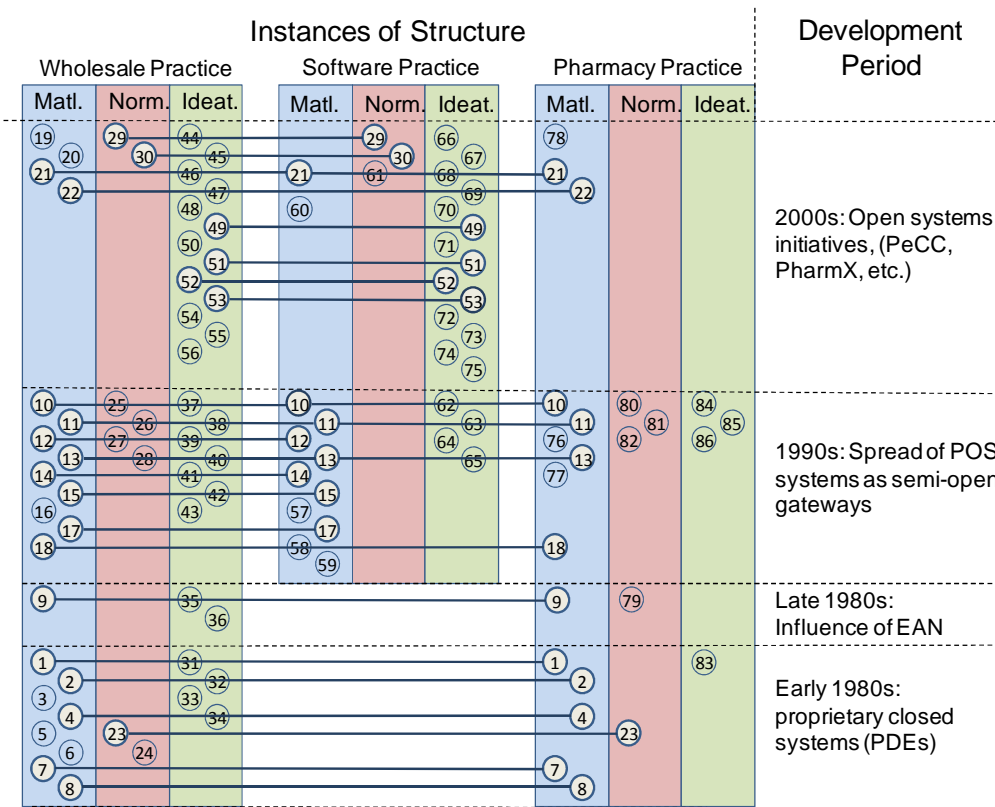 Instances of Structure
Development
Period
Wholesale Practice Software Practice Pharmacy Practice
Matl. Norm. Ideat. Matl. Norm. Ideat. Matl. Norm. Ideat.
19 29 44 29 66 78
20 30 45 30 67
21 46 21 61 68 21
22 47 69 22
48 60 70
49 49
50 71
51 51
52 52
53 53
54 72
55 73
56 74
75
2000s: Open systems
initiatives, (PeCC,
PharmX, etc.)
10 25 37 10 62 10 80 84
11 26 38 11 63 11 81 85
12 27 39 12 64 76 82 86
13 28 40 13 65 13
14 41 14 77
15 42 15
16 43 57
17 17
18 58 18
59
1990s: Spread of POS
systems as semi-open
gateways
9 35 9 79
36
Late 1980s:
Influence of EAN
1 31 1 83
2 32 2
3 33
4 34 4
5 23 23
6 24
7 7
8 8
Early 1980s:
proprietary closed
systems (PDEs)